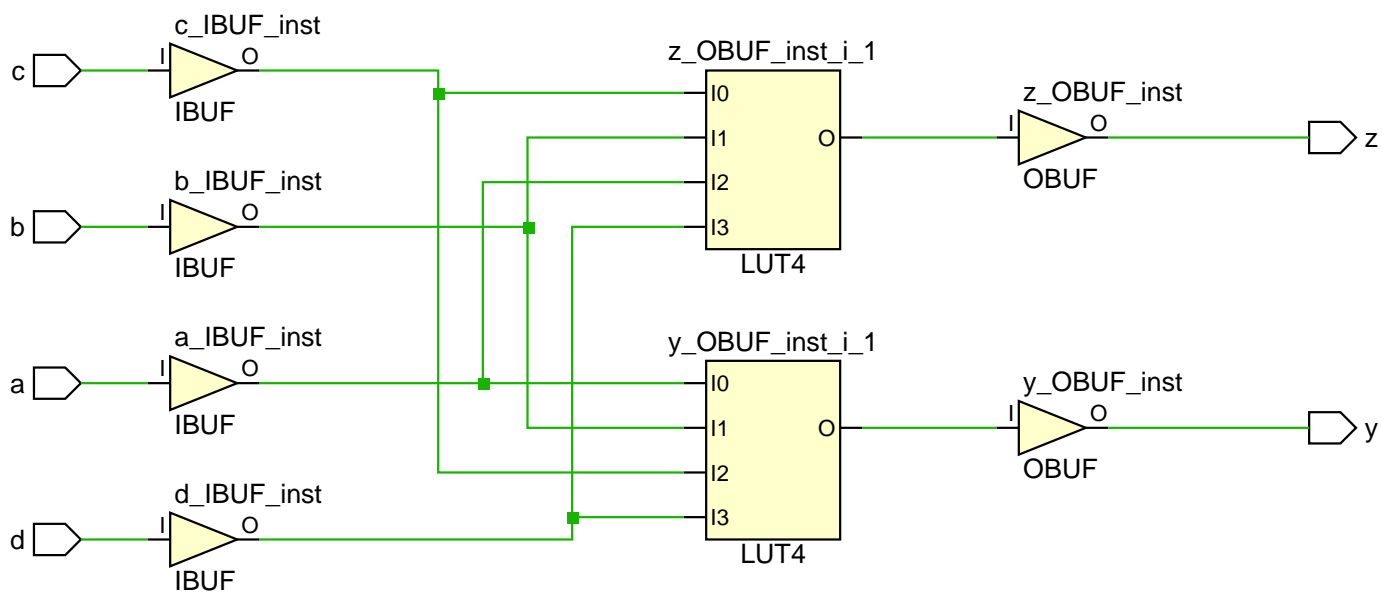 c_IBUF_inst
c
I
O
IBUF
b_IBUF_inst
b
I
O
IBUF
a_IBUF_inst
a
I
O
IBUF
d_IBUF_inst
d
I
O
IBUF
z_OBUF_inst_i_1
I0
I1
I2
I3
O
LUT4
y_OBUF_inst_i_1
I0
I1
I2
I3
O
LUT4
z_OBUF_inst
I
O
OBUF
z
y_OBUF_inst
I
O
OBUF
y